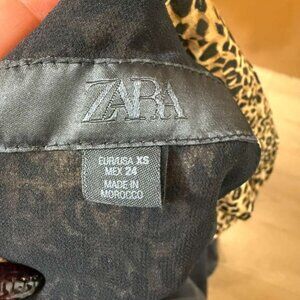 ZARA
EUR/USA XS
MEX 24
MADE IN
MOROCCO